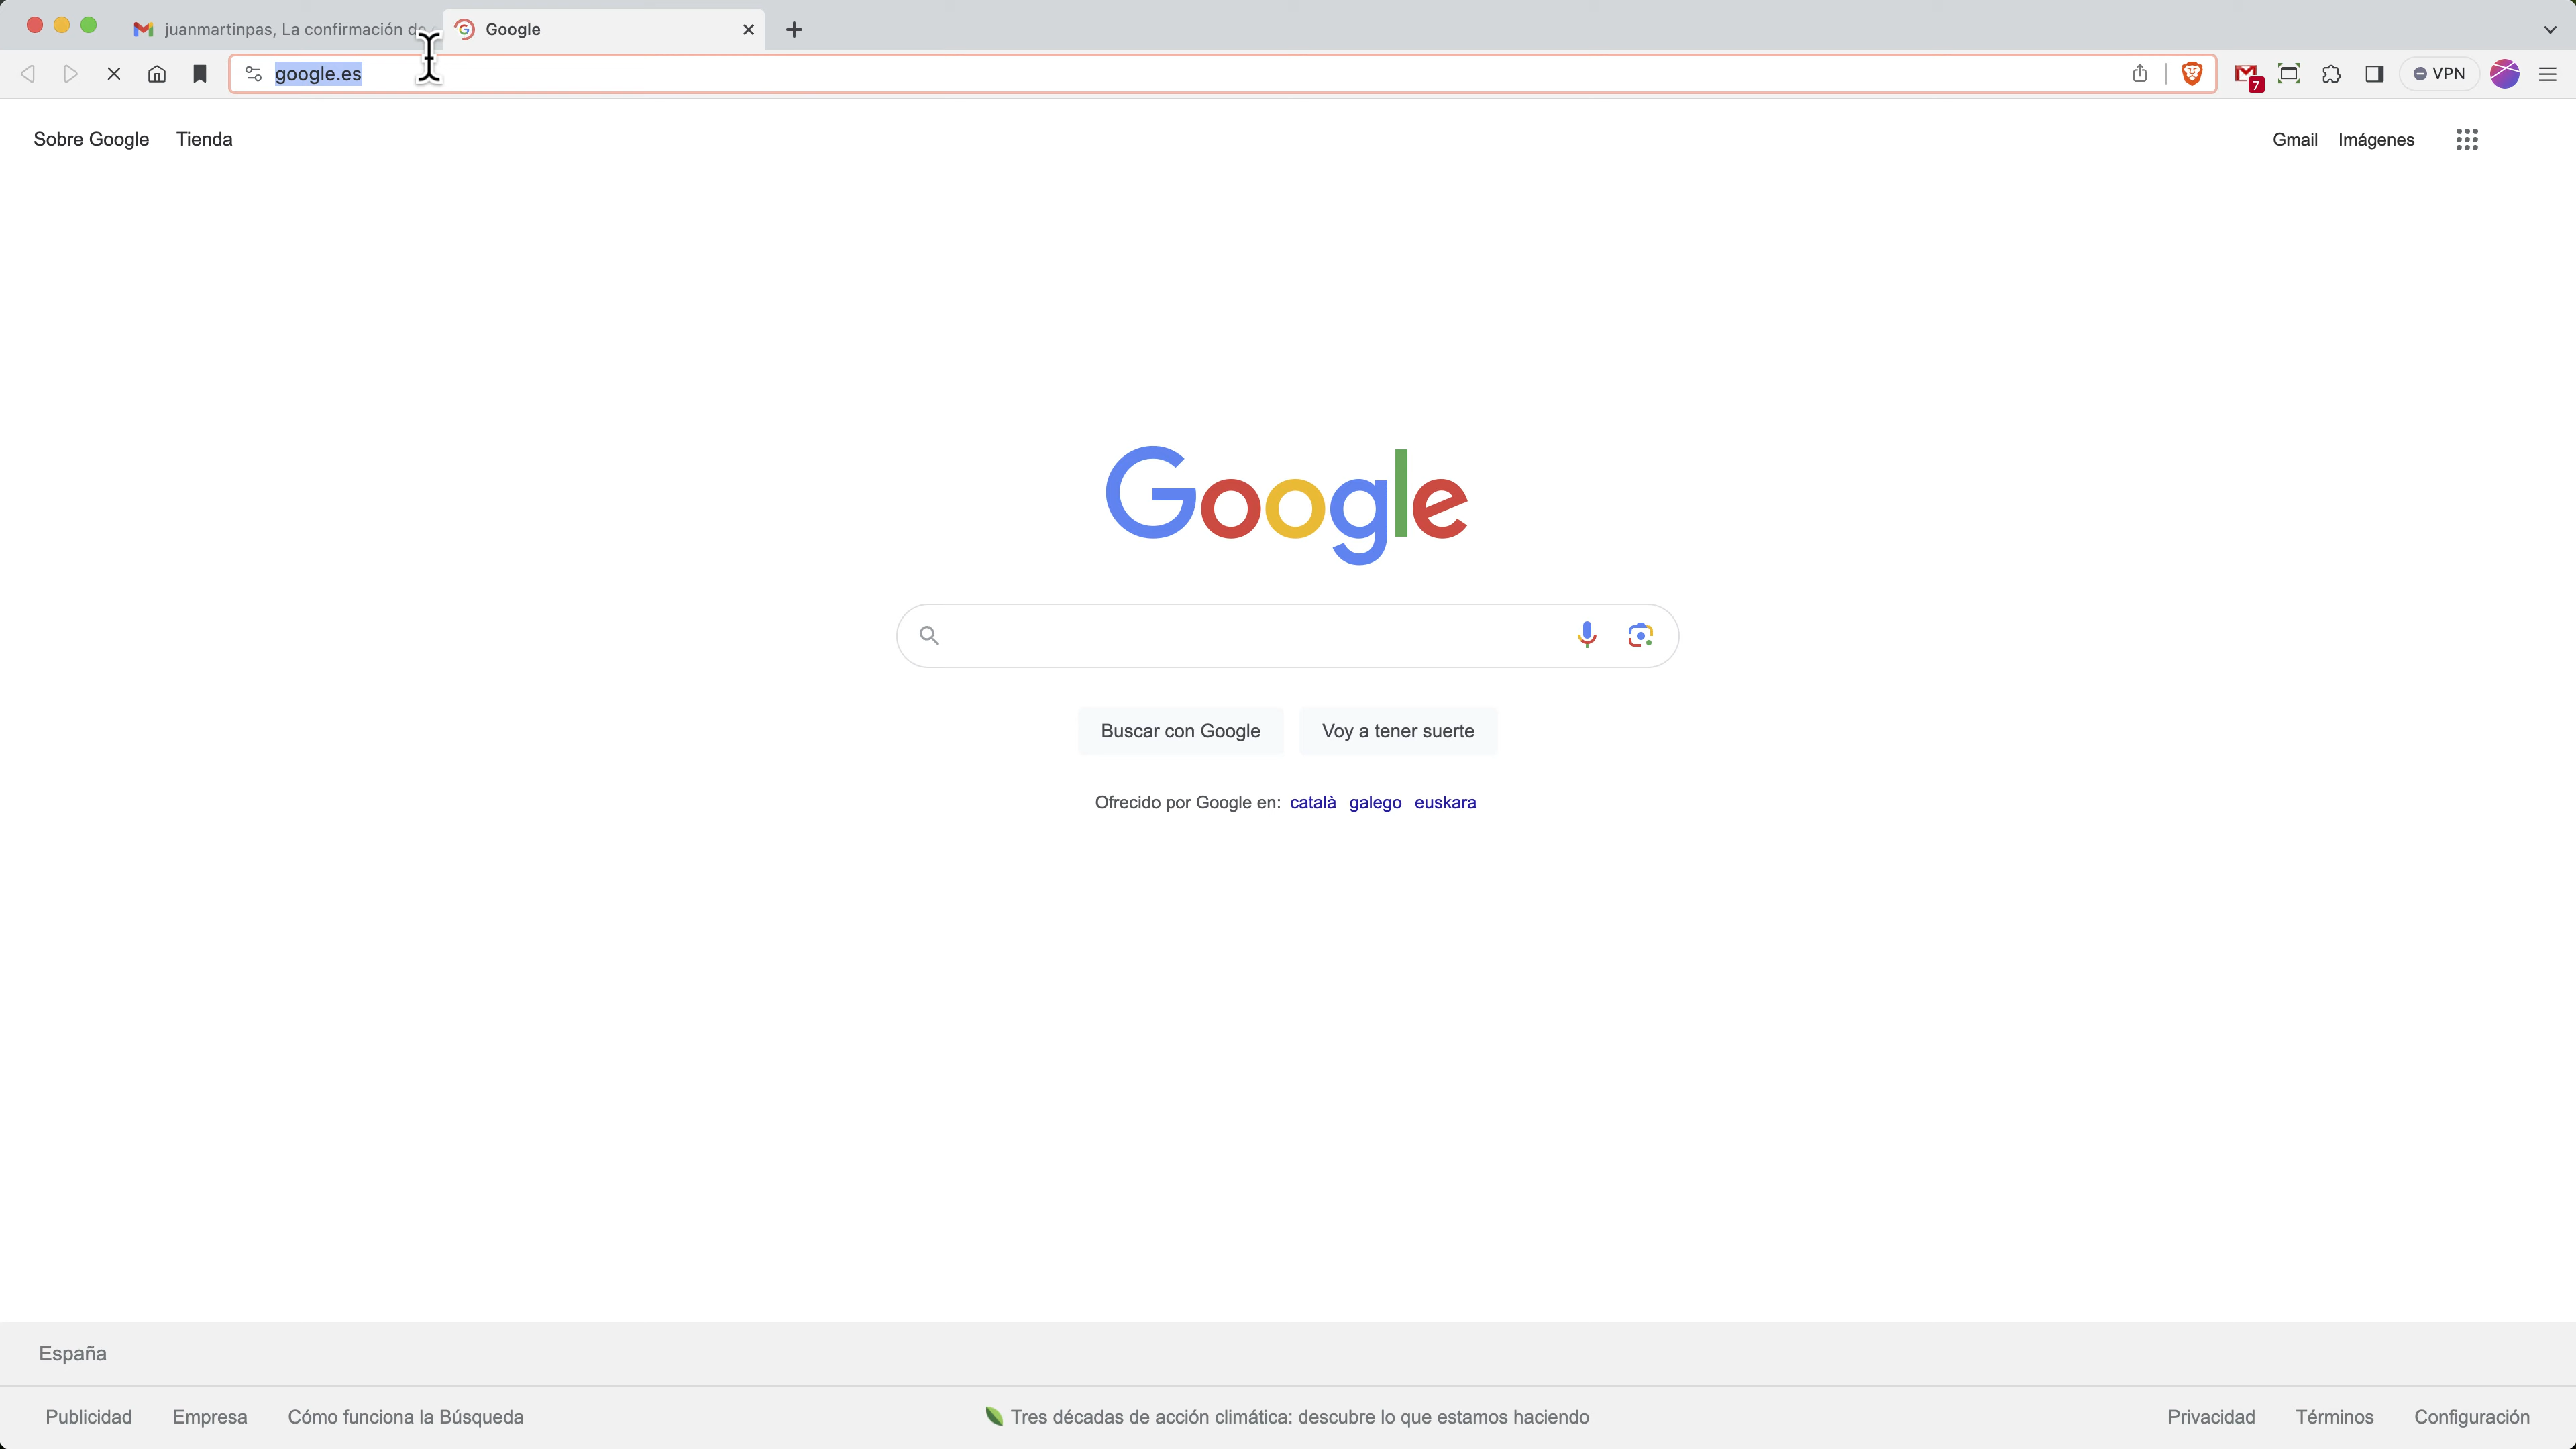 juanmartinpas, La confirmación de
Google
google.es
7
VPN
Sobre Google Tienda
Gmail Imágenes
Google
Buscar con Google Voy a tener suerte
Ofrecido por Google en: català galego euskara
España
Publicidad Empresa Cómo funciona la Búsqueda
Tres décadas de acción climática: descubre lo que estamos haciendo
Privacidad Términos Configuración